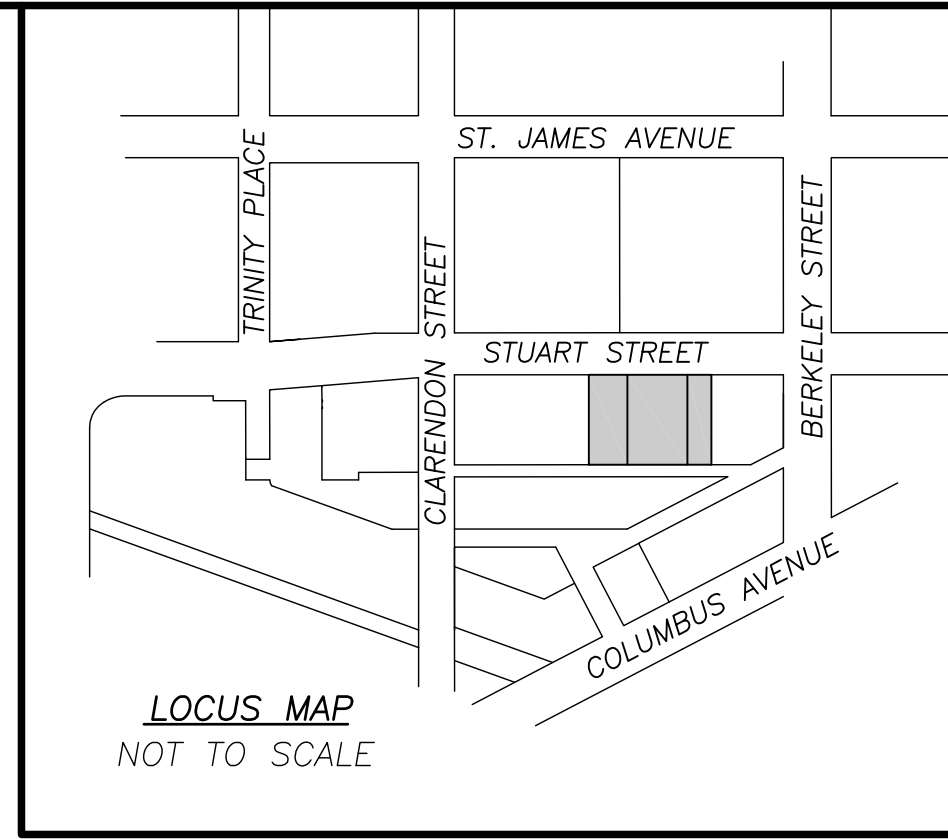 ST. JAMES AVENUE
TRINITY PLACE
CLARENDON STREET
BERKELEY STREET
STUART STREET
COLUMBUS AVENUE
LOCUS MAP
NOT TO SCALE